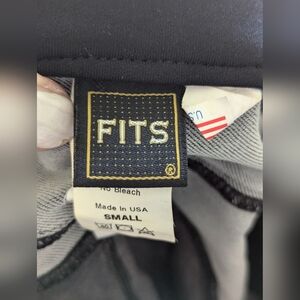 FITS
®
U.S
No Bleach
Made in USA
SMALL